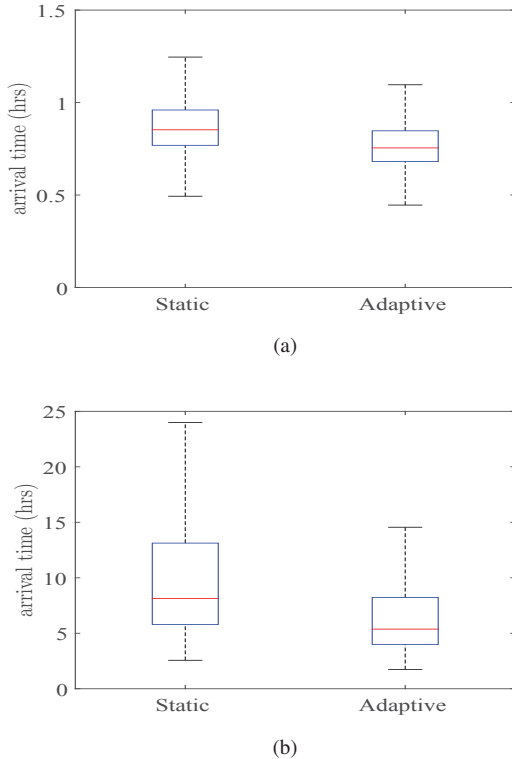 1.5
1
0.5
0
arrival time (hrs)
Static
Adaptive
(a)
25
20
15
10
5
0
arrival time (hrs)
Static
Adaptive
(b)